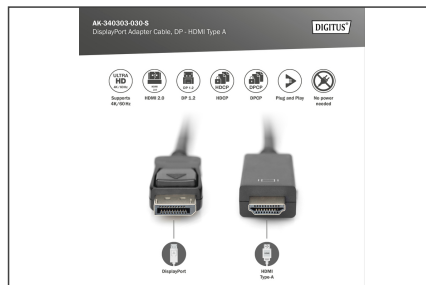 AK-340303-030-S
DisplayPort Adapter Cable, DP - HDMI Type A
DIGITUS
ULTRA
HD
DP 1.2
HDCP
DPCP
Supports
4K/60Hz
HDMI 2.0
DP 1.2
HDCP
DPCP
Plug and Play
No power
needed
DisplayPort
HDMI
Type-A